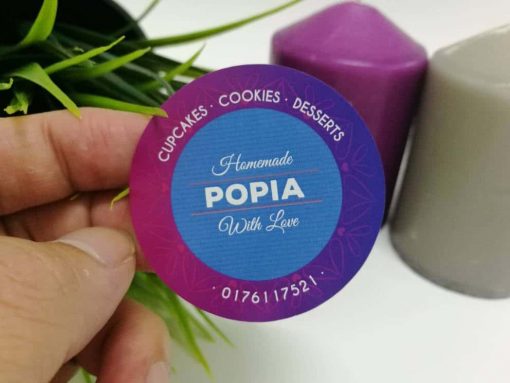 CUPCAKES · COOKIES · DESSERTS
Homemade
POPIA
With Love
· 0176117521 ·